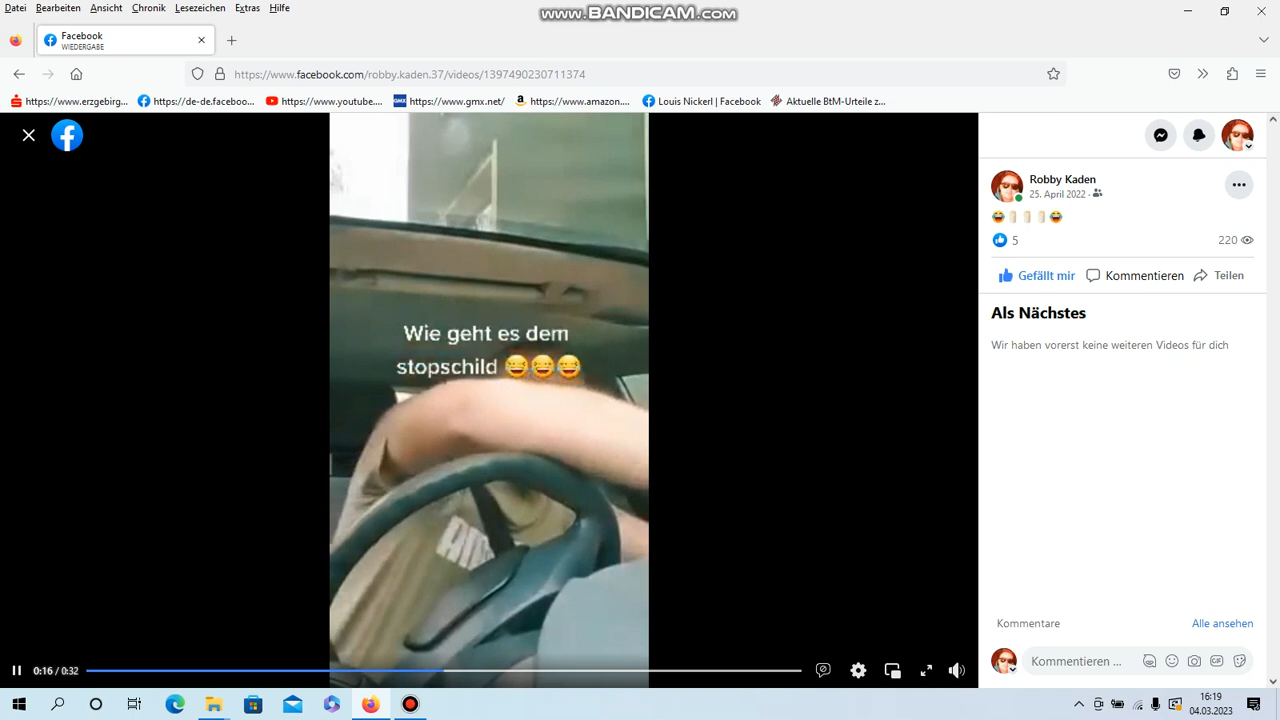 Datei Bearbeiten Ansicht Chronik Lesezeichen Extras Hilfe
www.BANDICAM.com
Facebook
WIEDERGABE
https://www.facebook.com/robby.kaden.37/videos/1397490230711374
https://www.erzgebirg... https://de-de.faceboo... https://www.youtube.... https://www.gmx.net/ https://www.amazon.... Louis Nickerl | Facebook Aktuelle BtM-Urteile z...
Robby Kaden
25. April 2022 ·
😂🥛🥛🥛😂
5 220
Gefällt mir Kommentieren Teilen
Als Nächstes
Wir haben vorerst keine weiteren Videos für dich
Wie geht es dem
stopschild 😂😂😂
Kommentare Alle ansehen
Kommentieren ...
GIF
0:16 / 0:32
16:19
04.03.2023